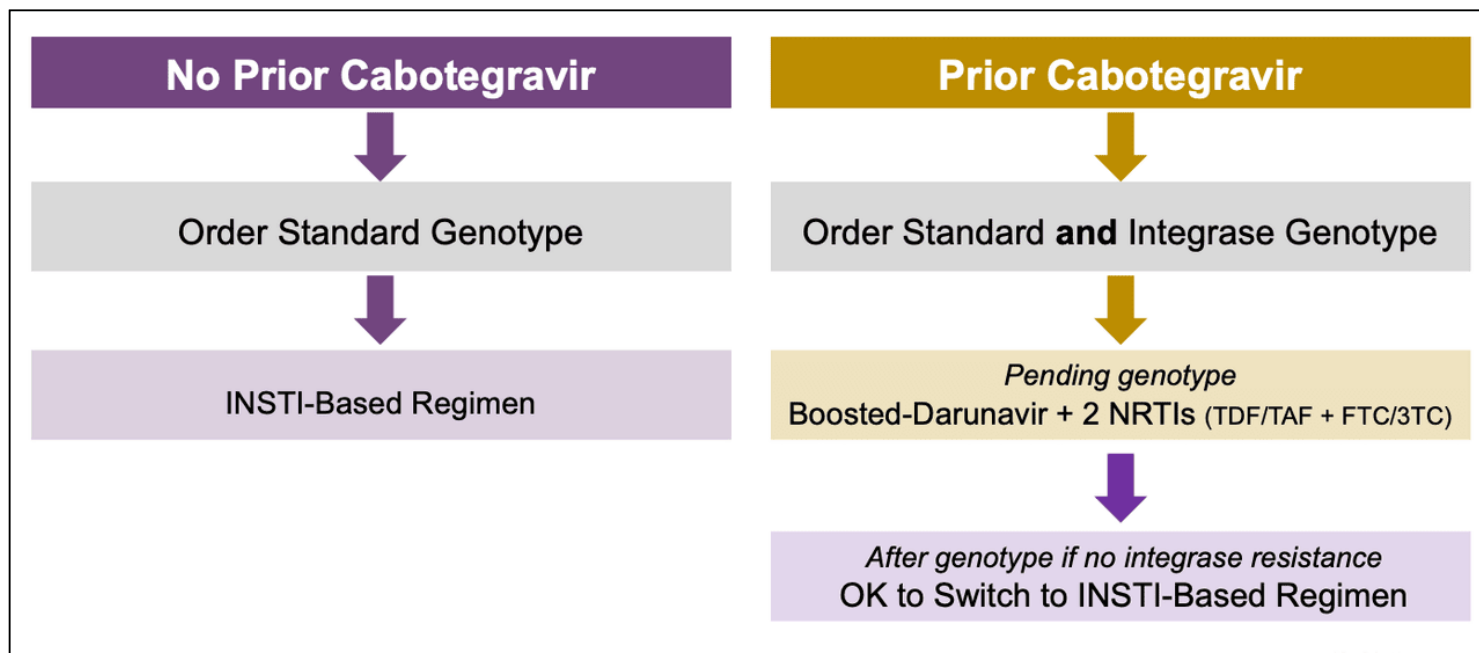 No Prior Cabotegravir
Order Standard Genotype
INSTI-Based Regimen
Prior Cabotegravir
Order Standard and Integrase Genotype
Pending genotype
Boosted-Darunavir + 2 NRTIs (TDF/TAF + FTC/3TC)
After genotype if no integrase resistance
OK to Switch to INSTI-Based Regimen